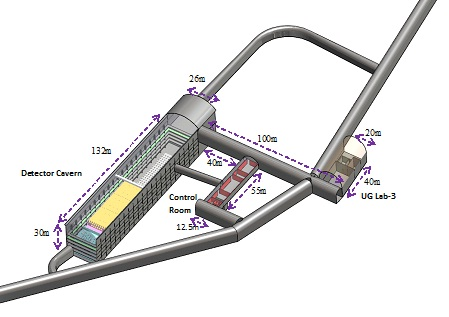 26m
20m
132m
100m
40m
Detector Cavern
55m
40m
Control
Room
UG Lab-3
12.5m
30m